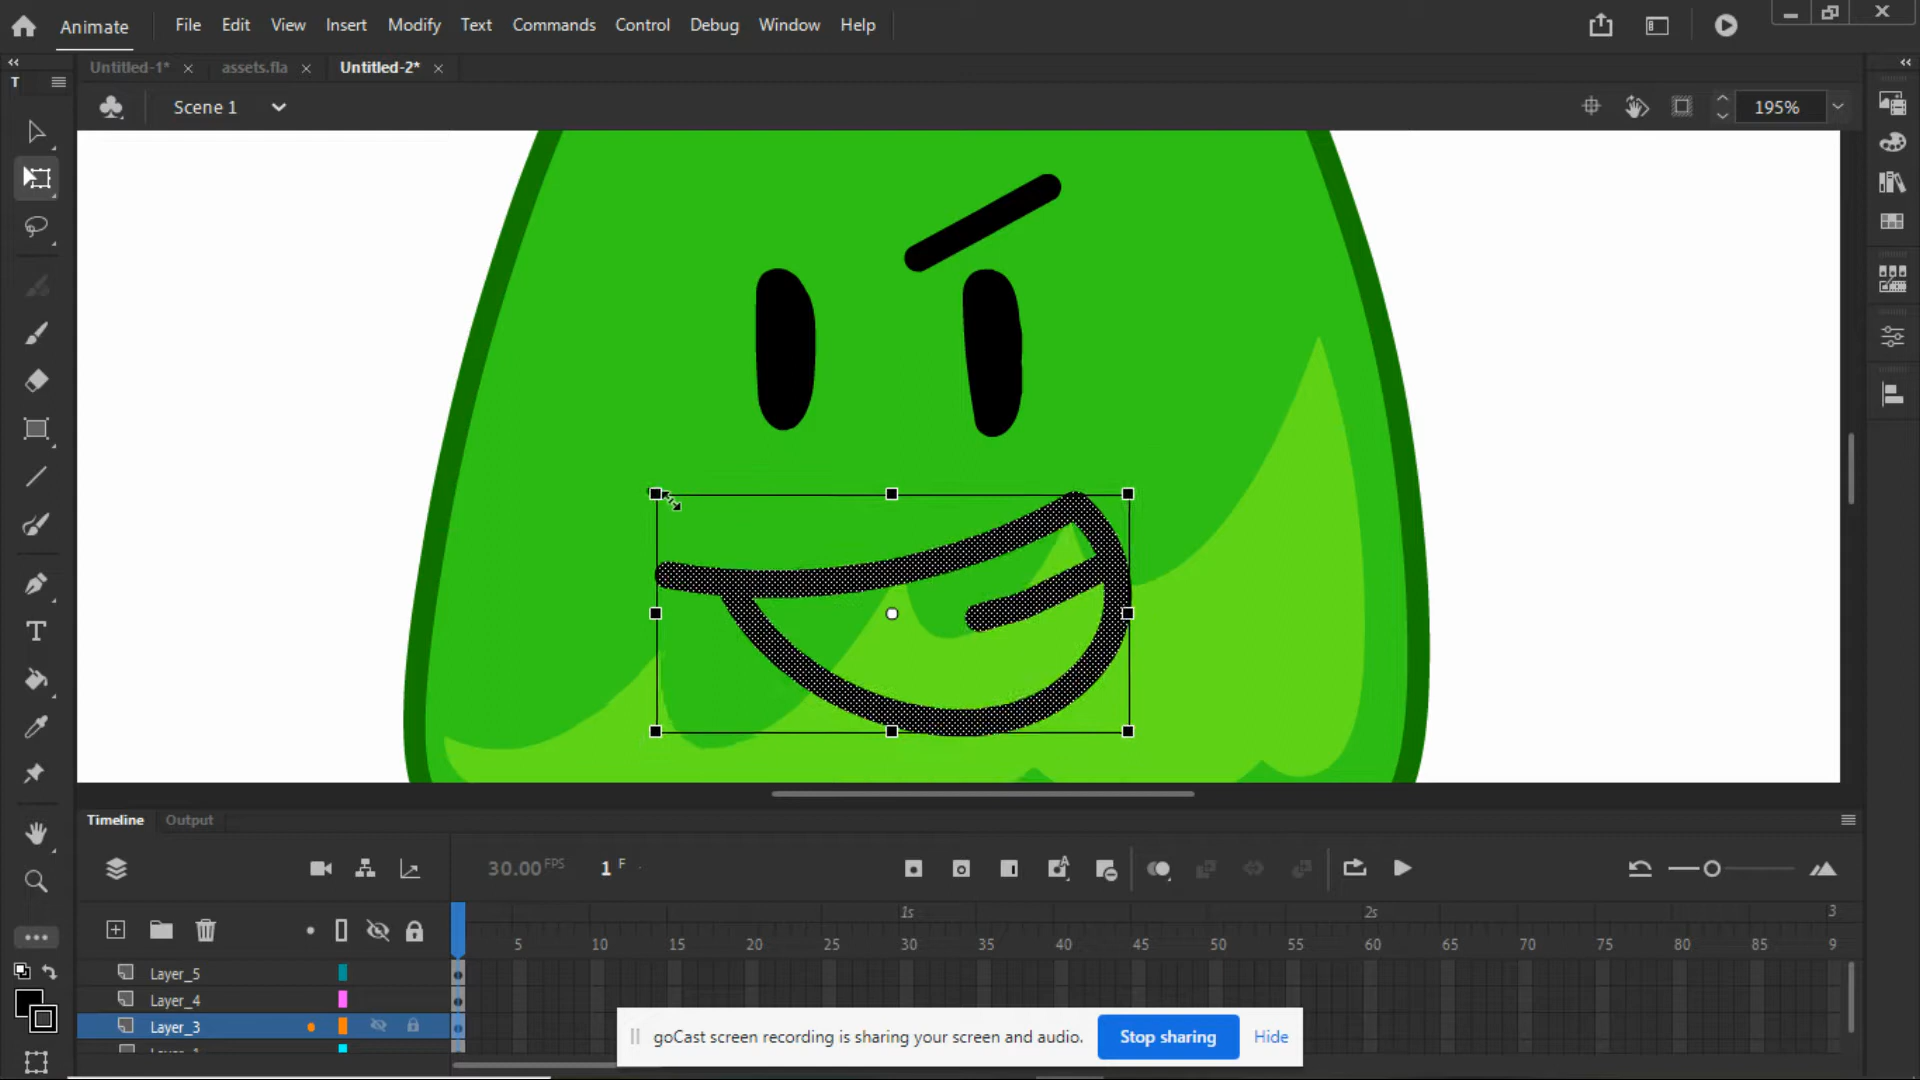 Animate
File Edit View Insert Modify Text Commands Control Debug Window Help
Untitled-1* assets.fla Untitled-2*
T
Scene 1
195%
T
Timeline Output
30.00 FPS 1 F
1s 2s 3
5 10 15 20 25 30 35 40 45 50 55 60 65 70 75 80 85 9
Layer_5
Layer_4
Layer_3
goCast screen recording is sharing your screen and audio. Stop sharing Hide